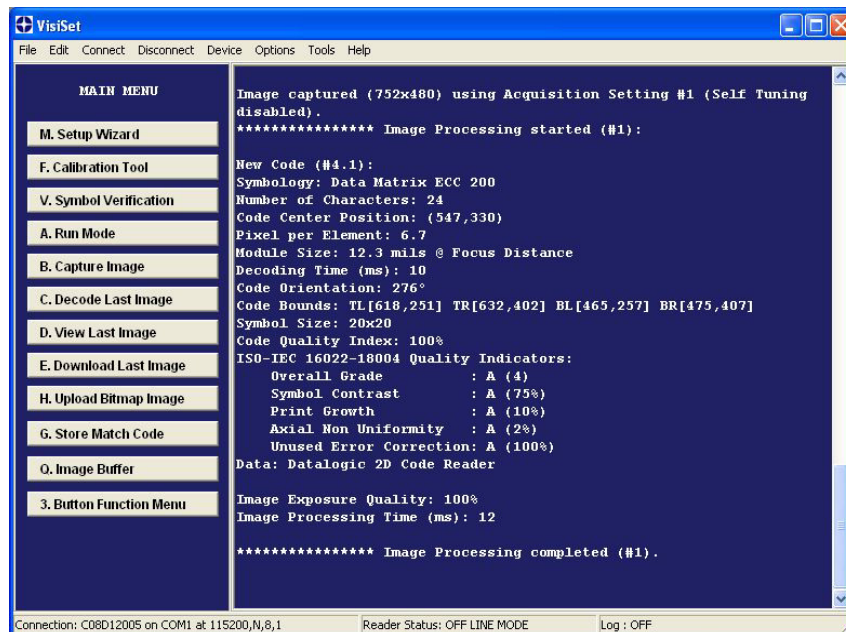 VisiSet
File Edit Connect Disconnect Device Options Tools Help
MAIN MENU
M. Setup Wizard
F. Calibration Tool
V. Symbol Verification
A. Run Mode
B. Capture Image
C. Decode Last Image
D. View Last Image
E. Download Last Image
H. Upload Bitmap Image
G. Store Match Code
Q. Image Buffer
3. Button Function Menu
Image captured (752x480) using Acquisition Setting #1 (Self Tuning
disabled).
**************** Image Processing started (#1):
New Code (#4.1):
Symbology: Data Matrix ECC 200
Number of Characters: 24
Code Center Position: (547,330)
Pixel per Element: 6.7
Module Size: 12.3 mils @ Focus Distance
Decoding Time (ms): 10
Code Orientation: 276°
Code Bounds: TL[618,251] TR[632,402] BL[465,257] BR[475,407]
Symbol Size: 20x20
Code Quality Index: 100%
ISO-IEC 16022-18004 Quality Indicators:
Overall Grade : A (4)
Symbol Contrast : A (75%)
Print Growth : A (10%)
Axial Non Uniformity : A (2%)
Unused Error Correction: A (100%)
Data: Datalogic 2D Code Reader
Image Exposure Quality: 100%
Image Processing Time (ms): 12
**************** Image Processing completed (#1).
Connection: C08D12005 on COM1 at 115200,N,8,1 Reader Status: OFF LINE MODE Log : OFF